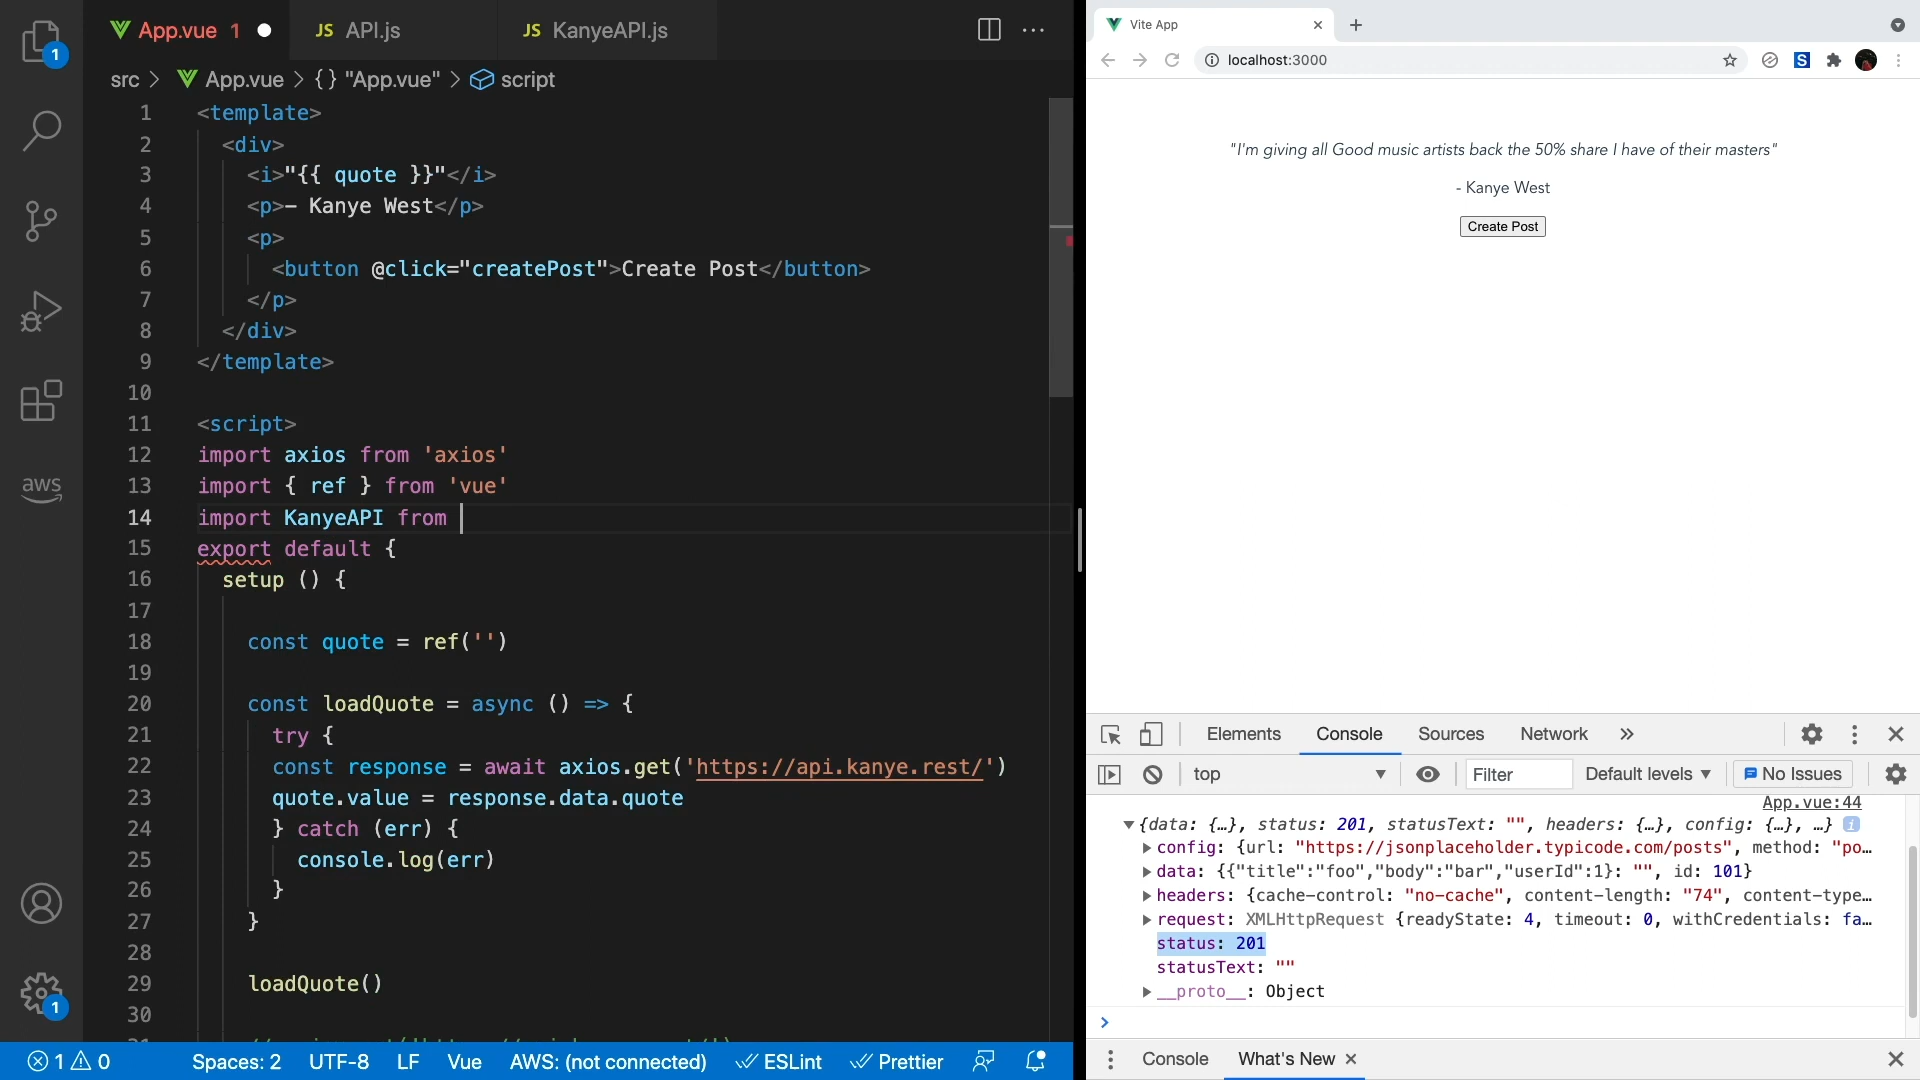 App.vue 1
JS API.js
JS KanyeAPI.js
src > App.vue > {} "App.vue" > script
1 <template>
2 <div>
3 <i>"{{ quote }}"</i>
4 <p>- Kanye West</p>
5 <p>
6 <button @click="createPost">Create Post</button>
7 </p>
8 </div>
9 </template>
10
11 <script>
12 import axios from 'axios'
13 import { ref } from 'vue'
14 import KanyeAPI from
15 export default {
16 setup () {
17
18 const quote = ref('')
19
20 const loadQuote = async () => {
21 try {
22 const response = await axios.get('https://api.kanye.rest/')
23 quote.value = response.data.quote
24 } catch (err) {
25 console.log(err)
26 }
27 }
28
29 loadQuote()
30
1
aws
1
1 0 Spaces: 2 UTF-8 LF Vue AWS: (not connected) ESLint Prettier
Vite App
localhost:3000
S
"I'm giving all Good music artists back the 50% share I have of their masters"
- Kanye West
Create Post
Elements Console Sources Network »
top Filter Default levels No Issues
App.vue:44
{data: {…}, status: 201, statusText: "", headers: {…}, config: {…}, …} i
config: {url: "https://jsonplaceholder.typicode.com/posts", method: "po…
data: {{"title":"foo","body":"bar","userId":1}: "", id: 101}
headers: {cache-control: "no-cache", content-length: "74", content-type…
request: XMLHttpRequest {readyState: 4, timeout: 0, withCredentials: fa…
status: 201
statusText: ""
__proto__: Object
>
Console What's New